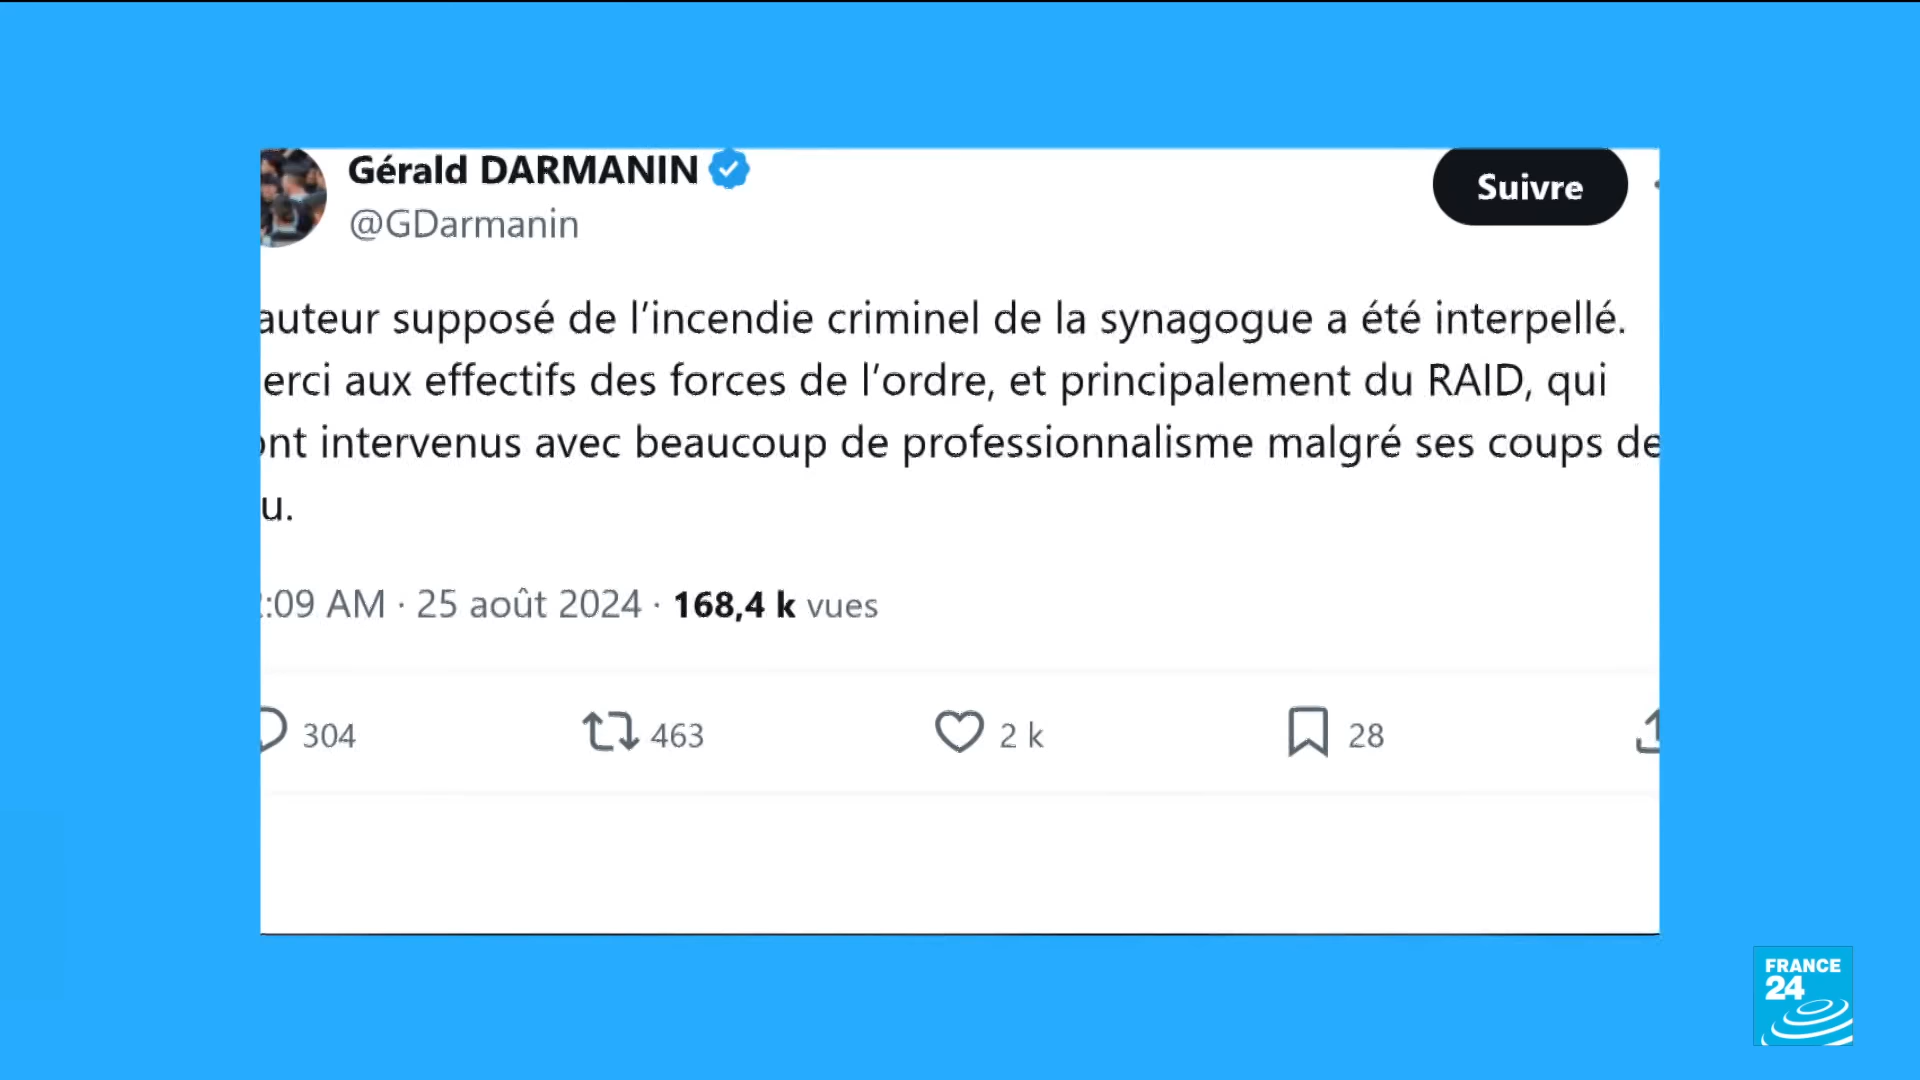 Gérald DARMANIN
@GDarmanin
Suivre
auteur supposé de l’incendie criminel de la synagogue a été interpellé.
erci aux effectifs des forces de l’ordre, et principalement du RAID, qui
ont intervenus avec beaucoup de professionnalisme malgré ses coups de
u.
:09 AM · 25 août 2024 · 168,4 k vues
304
463
2 k
28
FRANCE
24